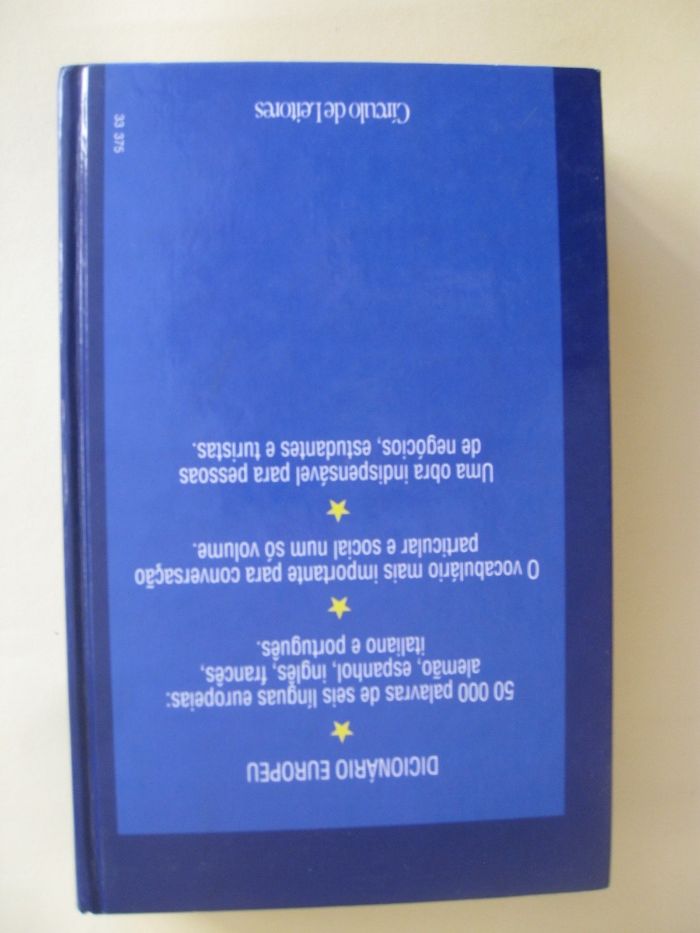 DICIONÁRIO EUROPEU
50 000 palavras de seis línguas europeias:
alemão, espanhol, inglês, francês,
italiano e português.
O vocabulário mais importante para conversação
particular e social num só volume.
Uma obra indispensável para pessoas
de negócios, estudantes e turistas.
Círculo de Leitores
33 375